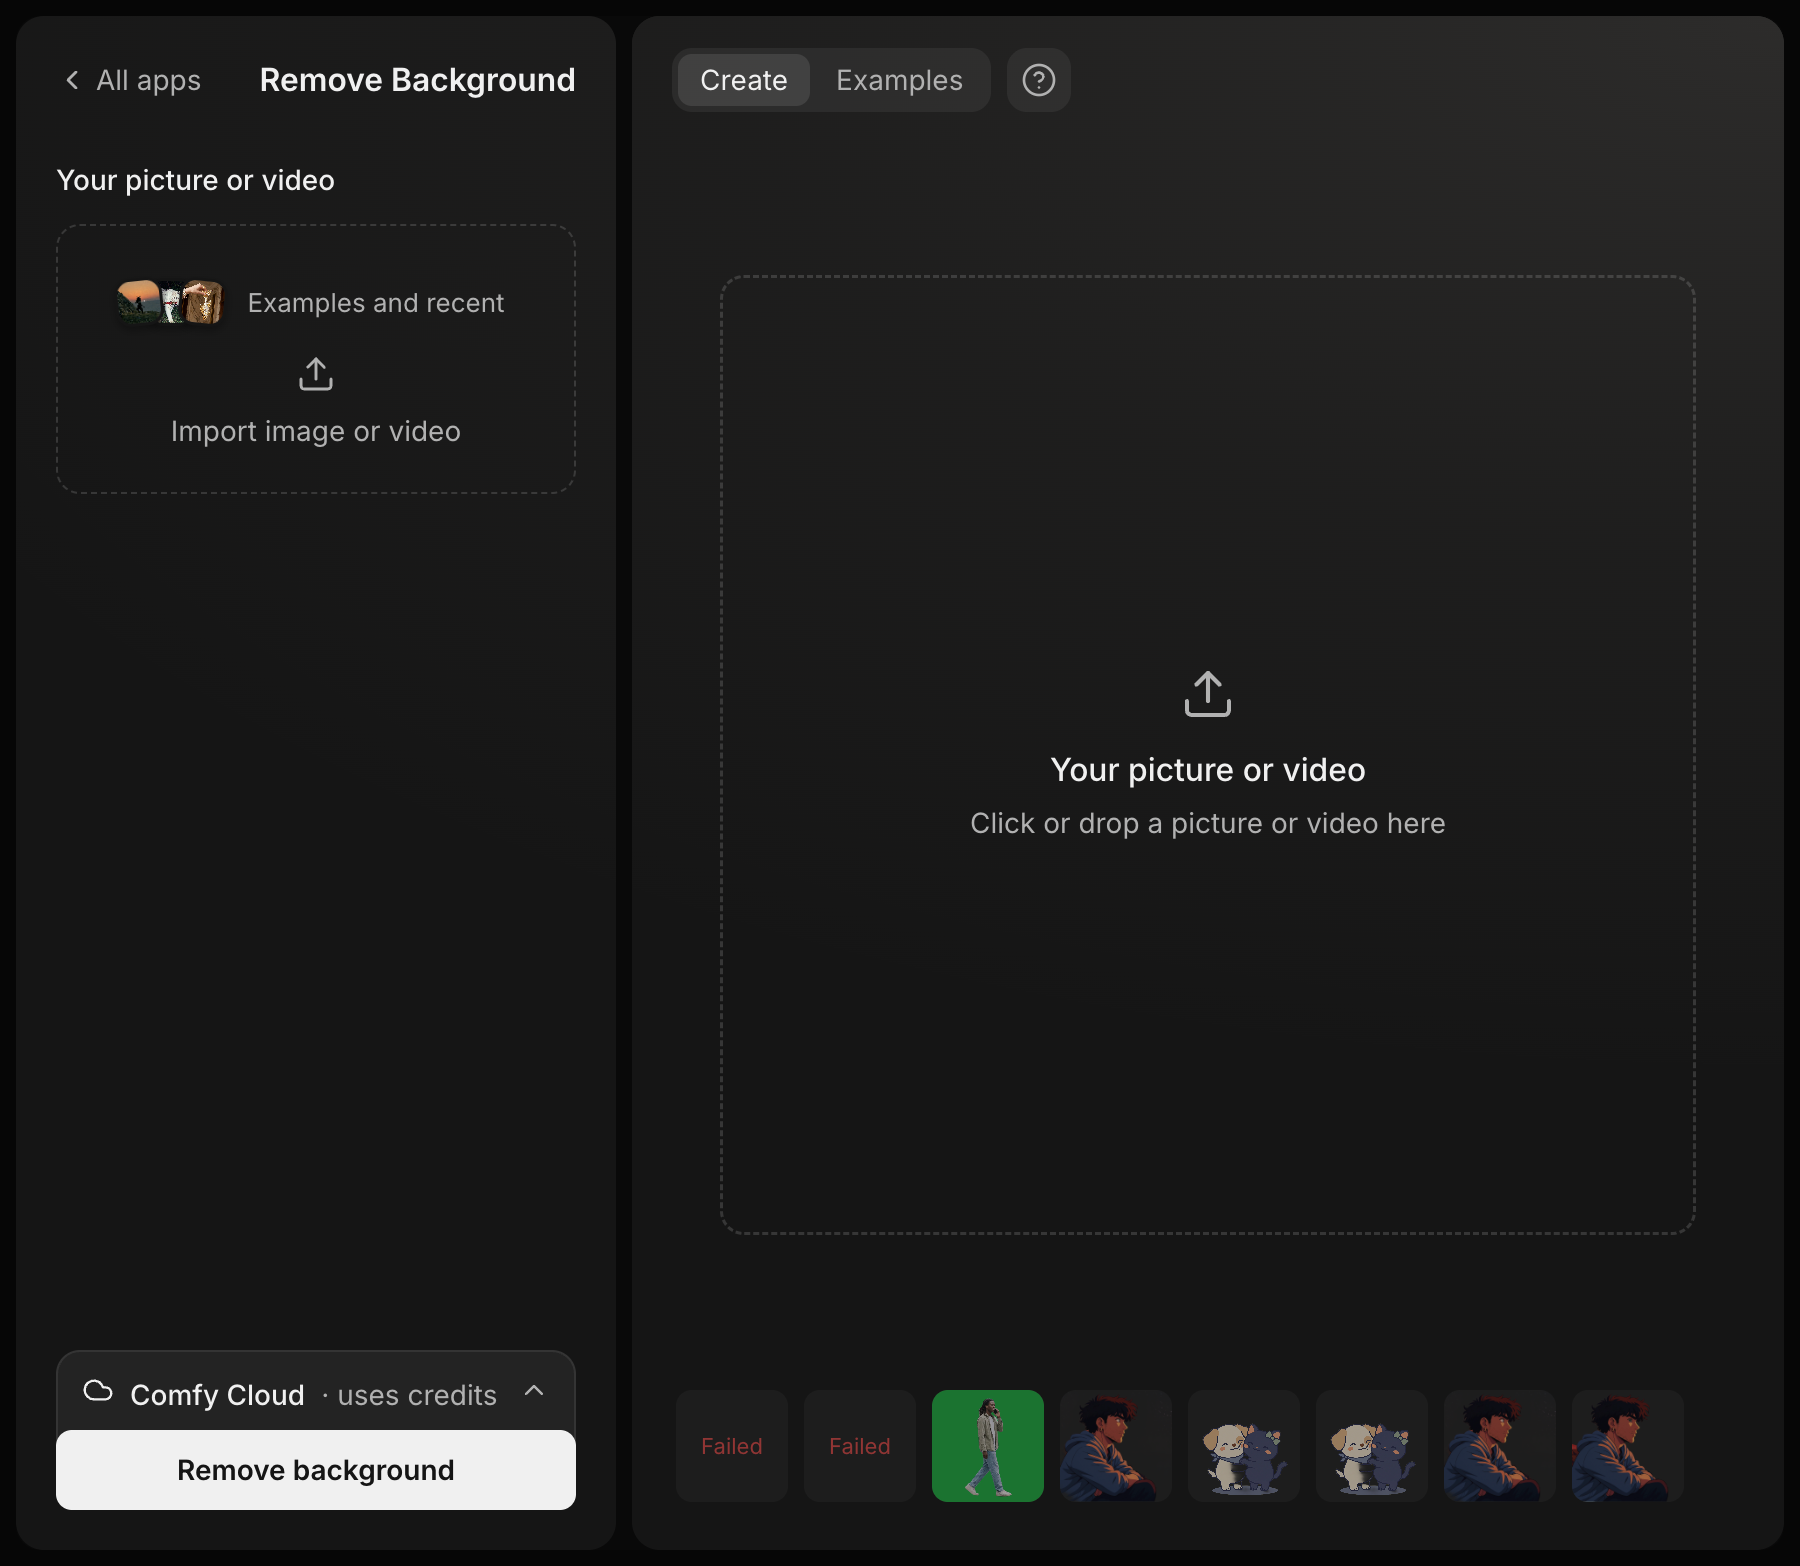 All apps
Remove Background
Your picture or video
Examples and recent
Import image or video
Comfy Cloud · uses credits
Remove background
Create
Examples
?
Your picture or video
Click or drop a picture or video here
Failed
Failed